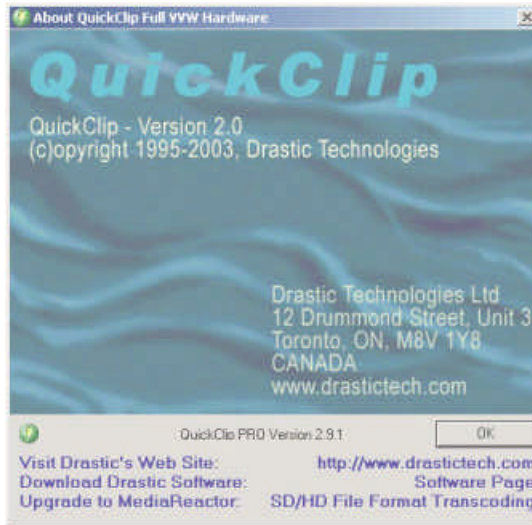 About QuickClip Full VVW Hardware
QuickClip
QuickClip - Version 2.0
(c)opyright 1995-2003, Drastic Technologies
Drastic Technologies Ltd
12 Drummond Street, Unit 3
Toronto, ON, M8V 1Y8
CANADA
www.drastictech.com
QuickClip PRO Version 2.9.1
OK
Visit Drastic's Web Site: http://www.drastictech.com
Download Drastic Software: Software Page
Upgrade to MediaReactor: SD/HD File Format Transcoding